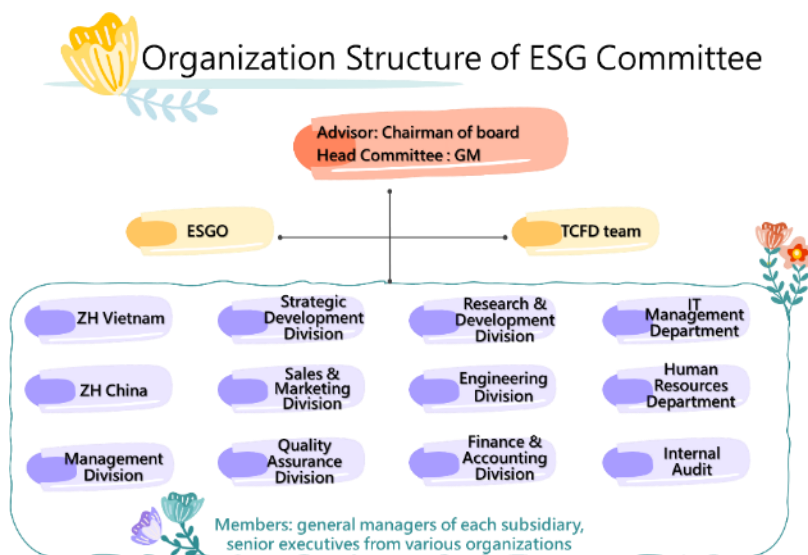 Organization Structure of ESG Committee
Advisor: Chairman of board
Head Committee : GM
ESGO
TCFD team
ZH Vietnam
Strategic
Development
Division
Research &
Development
Division
IT
Management
Department
ZH China
Sales &
Marketing
Division
Engineering
Division
Human
Resources
Department
Management
Division
Quality
Assurance
Division
Finance &
Accounting
Division
Internal
Audit
Members: general managers of each subsidiary,
senior executives from various organizations